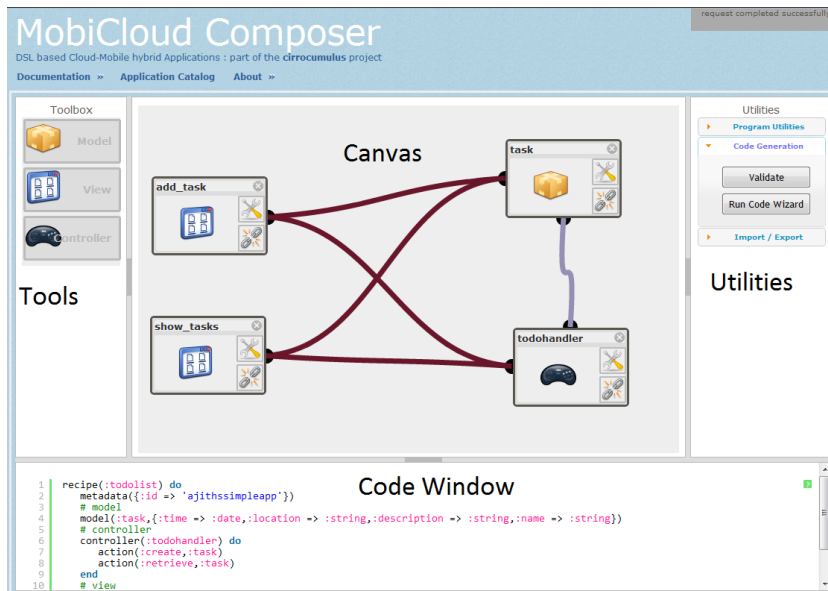 MobiCloud Composer
request completed successfully
DSL based Cloud-Mobile hybrid Applications : part of the cirrocumulus project
Documentation » Application Catalog About »
Toolbox
Model
View
Controller
Tools
Canvas
add_task
show_tasks
task
todohandler
Utilities
Program Utilities
Code Generation
Validate
Run Code Wizard
Import / Export
Utilities
Code Window
1 recipe(:todolist) do
2 metadata({:id => 'ajithssimpleapp'})
3 # model
4 model(:task,{:time => :date,:location => :string,:description => :string,:name => :string})
5 # controller
6 controller(:todohandler) do
7 action(:create,:task)
8 action(:retrieve,:task)
9 end
10 # view
?